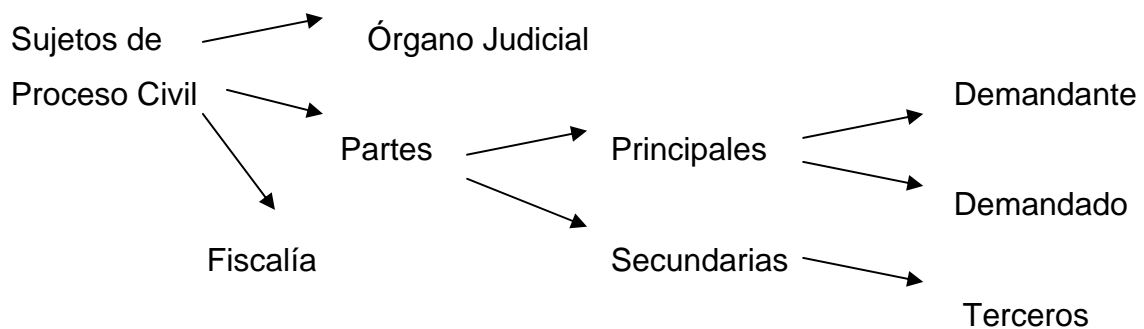 Sujetos de
Proceso Civil
Órgano Judicial
Partes
Fiscalía
Principales
Secundarias
Demandante
Demandado
Terceros